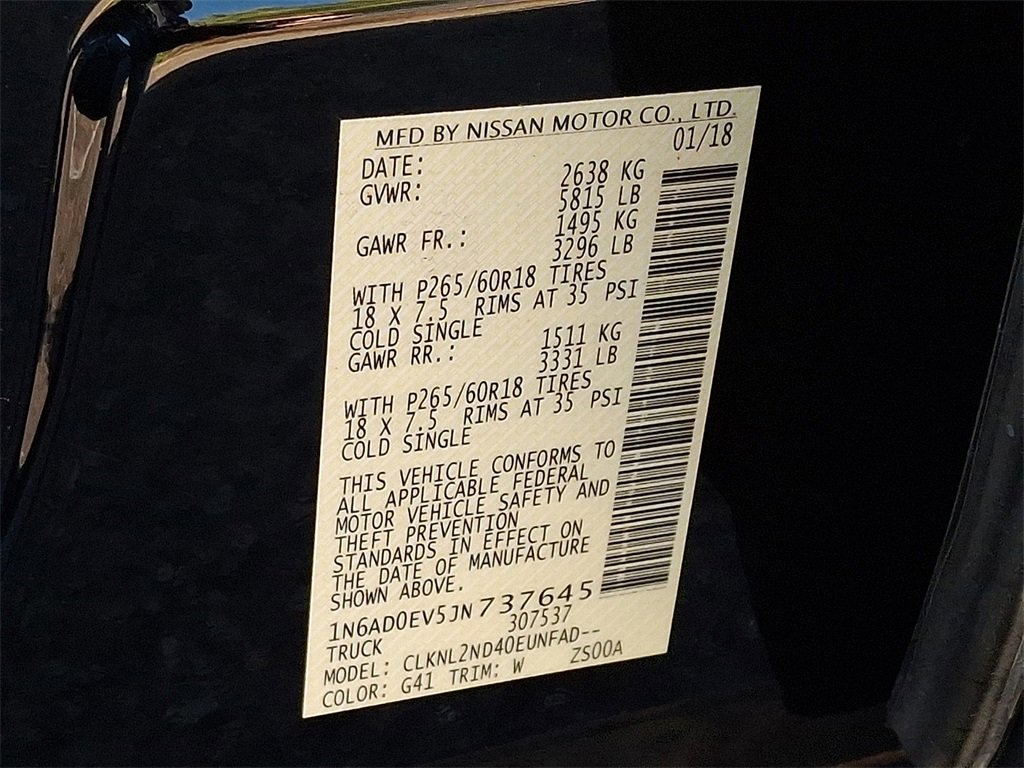 MFD BY NISSAN MOTOR CO., LTD.
DATE: 01/18
GVWR: 2638 KG
5815 LB
GAWR FR.: 1495 KG
3296 LB
WITH P265/60R18 TIRES
18 X 7.5 RIMS AT 35 PSI
COLD SINGLE
GAWR RR.: 1511 KG
3331 LB
WITH P265/60R18 TIRES
18 X 7.5 RIMS AT 35 PSI
COLD SINGLE
THIS VEHICLE CONFORMS TO
ALL APPLICABLE FEDERAL
MOTOR VEHICLE SAFETY AND
THEFT PREVENTION
STANDARDS IN EFFECT ON
THE DATE OF MANUFACTURE
SHOWN ABOVE.
1N6AD0EV5JN737645
TRUCK 307537
MODEL: CLKNL2ND40EUNFAD--
COLOR: G41 TRIM: W ZS00A